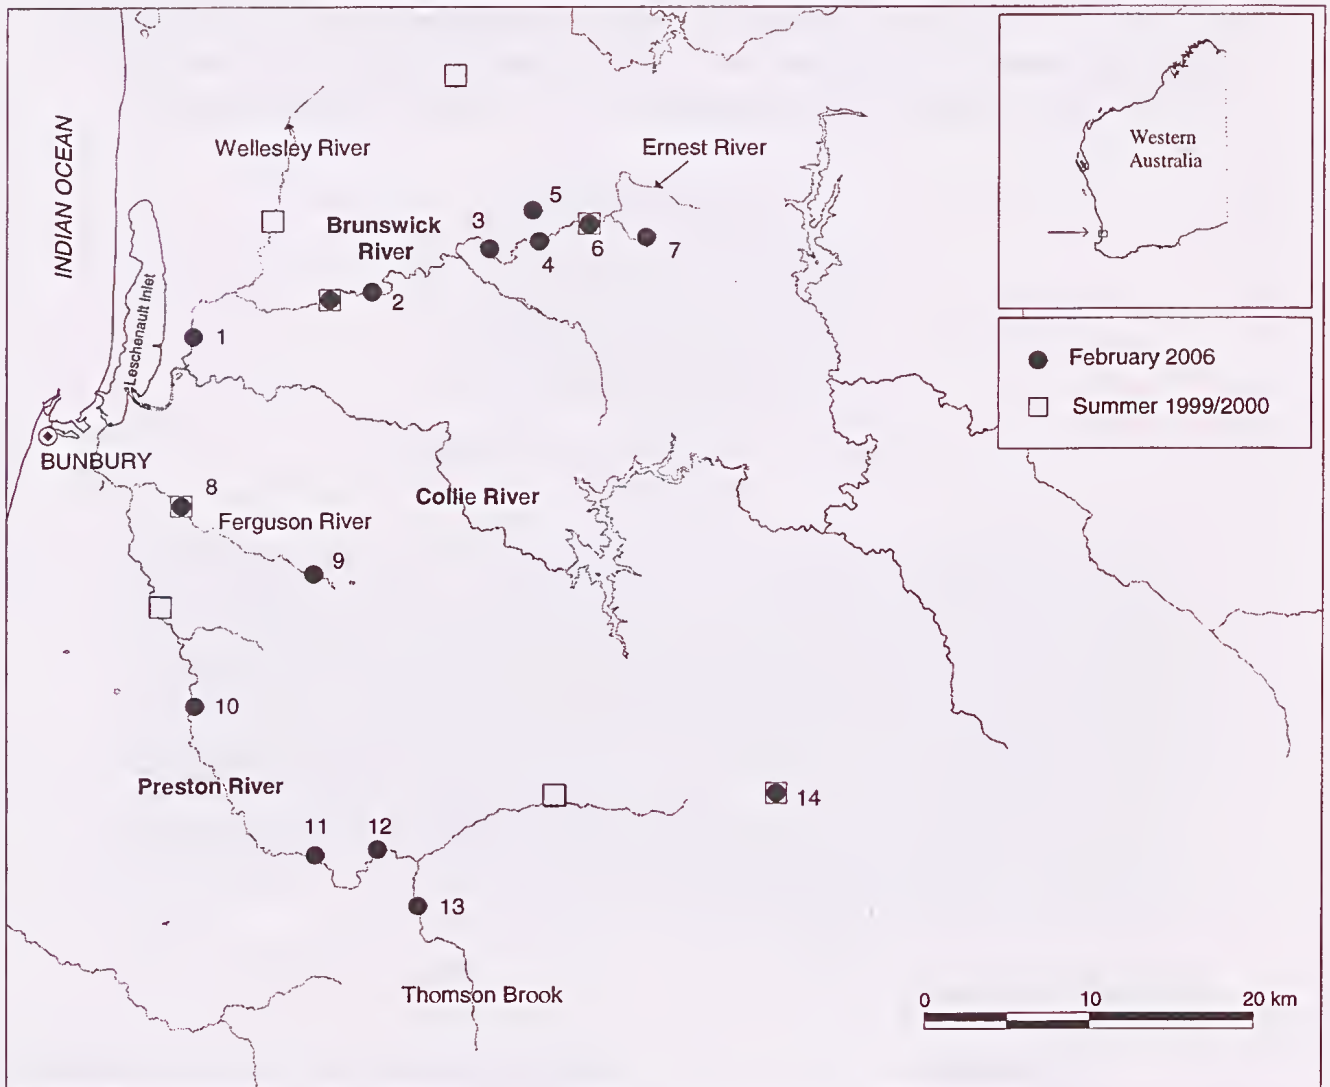 INDIAN OCEAN
Wellesley River
Ernest River
Western
Australia
5
3
Brunswick
River
6
4
7
Leschenault Inlet
2
1
February 2006
Summer 1999/2000
BUNBURY
8
Collie River
Ferguson River
9
10
Preston River
14
11
12
13
Thomson Brook
0
10
20 km